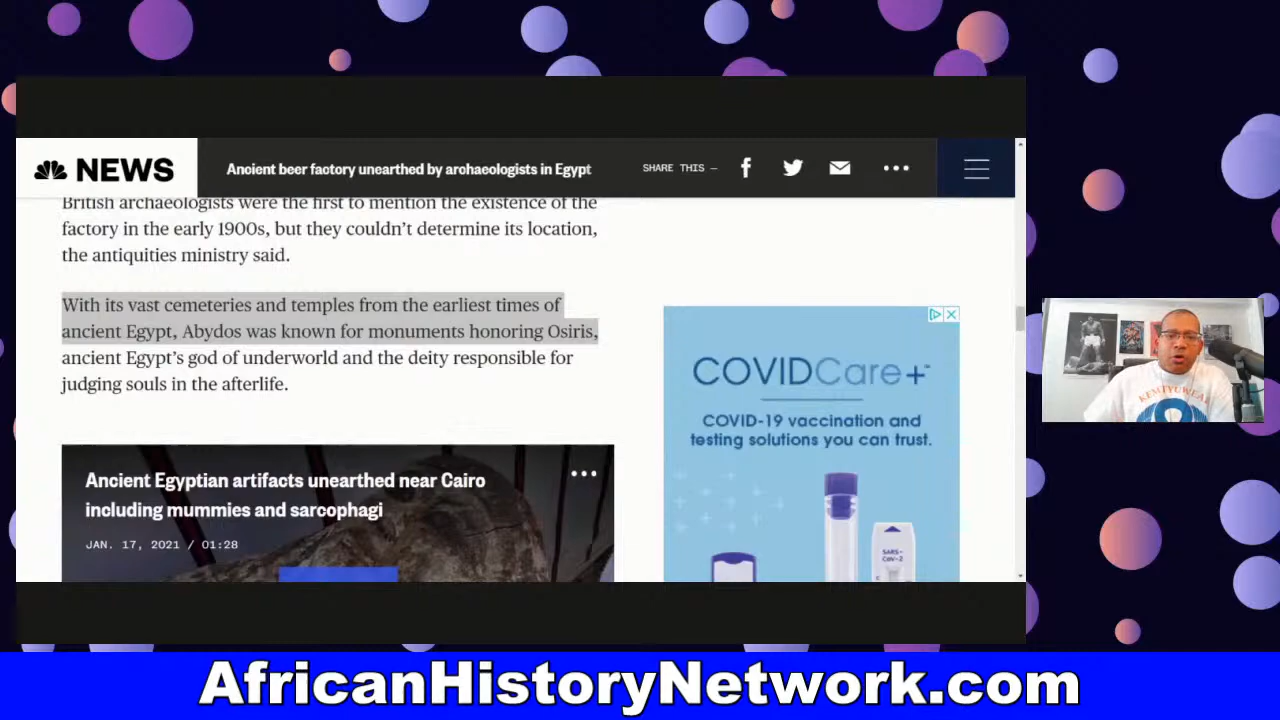 NEWS
Ancient beer factory unearthed by archaeologists in Egypt
SHARE THIS —
British archaeologists were the first to mention the existence of the
factory in the early 1900s, but they couldn't determine its location,
the antiquities ministry said.
With its vast cemeteries and temples from the earliest times of
ancient Egypt, Abydos was known for monuments honoring Osiris,
ancient Egypt's god of underworld and the deity responsible for
judging souls in the afterlife.
Ancient Egyptian artifacts unearthed near Cairo
including mummies and sarcophagi
JAN. 17, 2021 / 01:28
COVIDCare+™
COVID-19 vaccination and
testing solutions you can trust.
SARS-
CoV-2
C
KEMTYUWEAR
AfricanHistoryNetwork.com